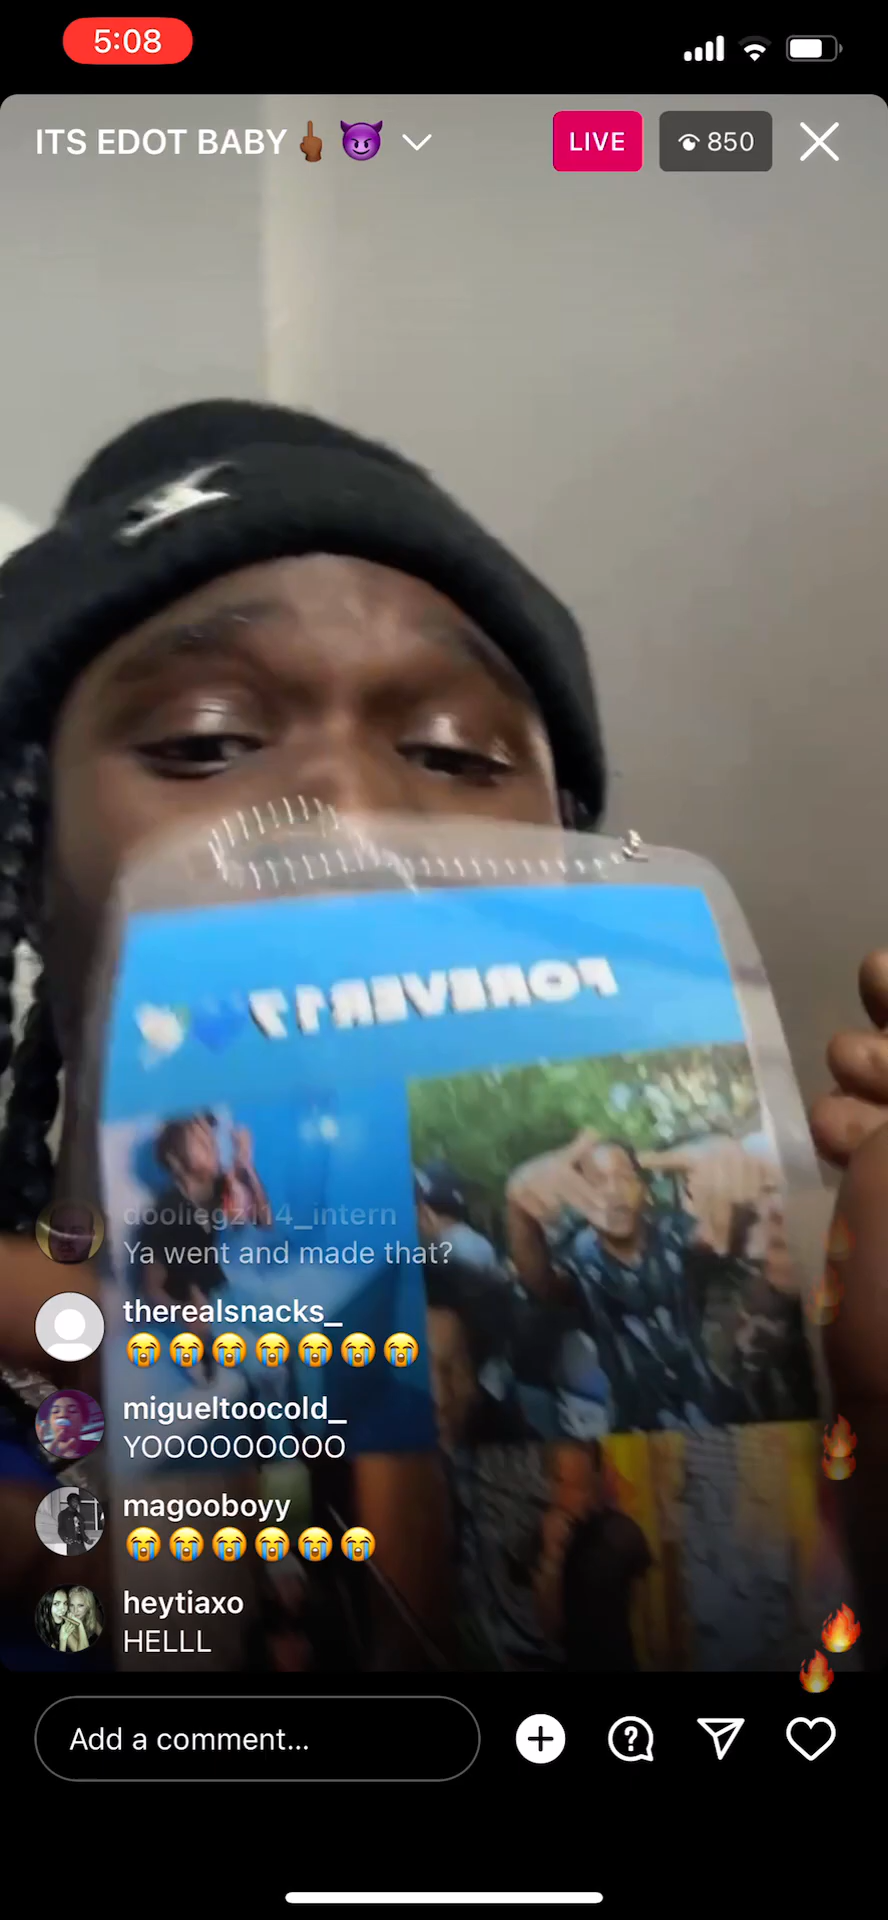 5:08
ITS EDOT BABY🖕🏾😈
LIVE
850
FOREVER17💙🕊
dooliegz114_intern
Ya went and made that?
therealsnacks_
😭😭😭😭😭😭😭
migueltoocold_
YOOOOOOOOO
magooboyy
😭😭😭😭😭😭
heytiaxo
HELLL
Add a comment...